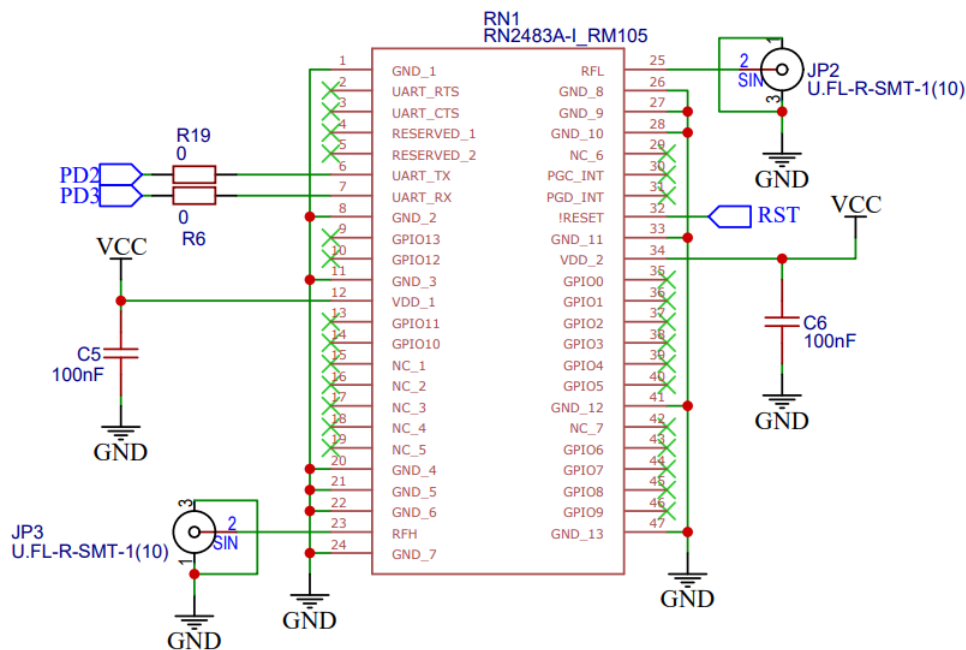 RN1
RN2483A-I_RM105
1 GND_1
2 UART_RTS
3 UART_CTS
4 RESERVED_1
5 RESERVED_2
6 UART_TX
7 UART_RX
8 GND_2
9 GPIO13
10 GPIO12
11 GND_3
12 VDD_1
13 GPIO11
14 GPIO10
15 NC_1
16 NC_2
17 NC_3
18 NC_4
19 NC_5
20 GND_4
21 GND_5
22 GND_6
23 RFH
24 GND_7
RFL 25
GND_8 26
GND_9 27
GND_10 28
NC_6 29
PGC_INT 30
PGD_INT 31
!RESET 32
GND_11 33
VDD_2 34
GPIO0 35
GPIO1 36
GPIO2 37
GPIO3 38
GPIO4 39
GPIO5 40
GND_12 41
NC_7 42
GPIO6 43
GPIO7 44
GPIO8 45
GPIO9 46
GND_13 47
R19
0
PD2
PD3
0
R6
VCC
C5
100nF
GND
JP3
U.FL-R-SMT-1(10)
3
2
SIN
1
GND
GND
1
2
SIN
3
JP2
U.FL-R-SMT-1(10)
GND
RST
VCC
C6
100nF
GND
GND